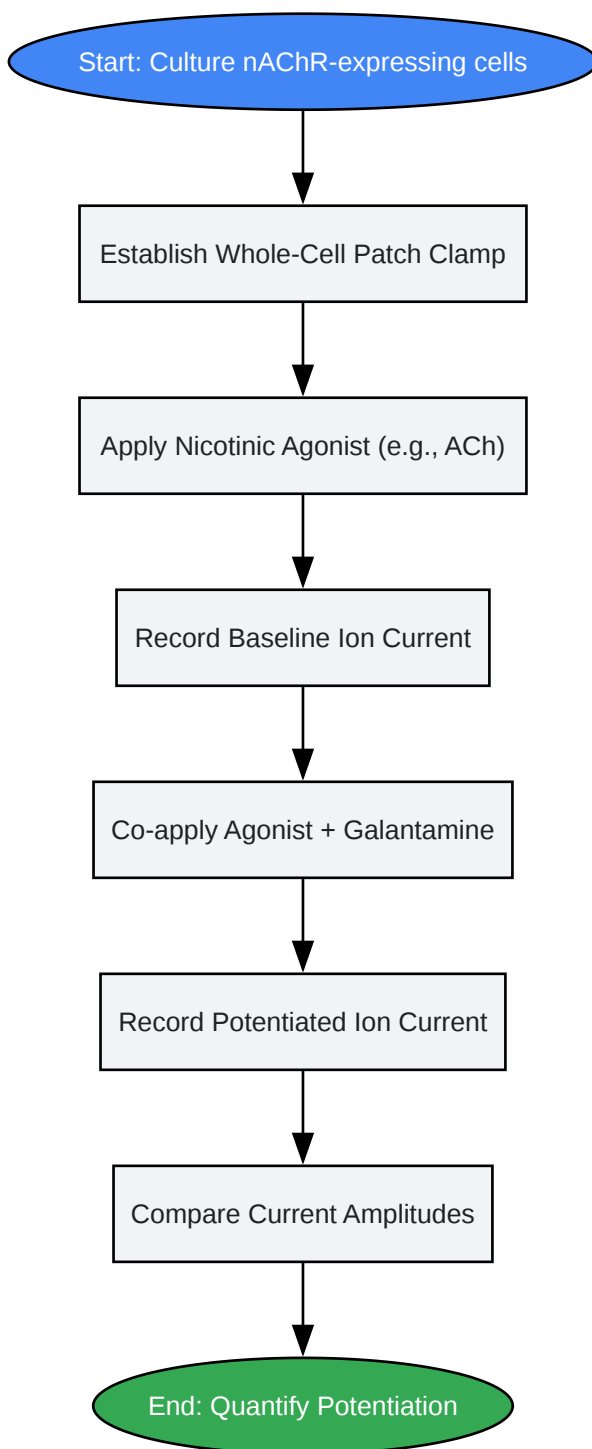 Start: Culture nAChR-expressing cells
Establish Whole-Cell Patch Clamp
Apply Nicotinic Agonist (e.g., ACh)
Record Baseline Ion Current
Co-apply Agonist + Galantamine
Record Potentiated Ion Current
Compare Current Amplitudes
End: Quantify Potentiation